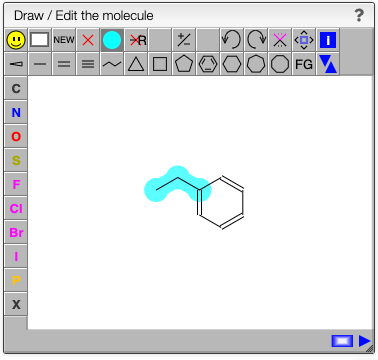 Draw / Edit the molecule ?
NEW R +/- i
FG
C
N
O
S
F
Cl
Br
I
P
X